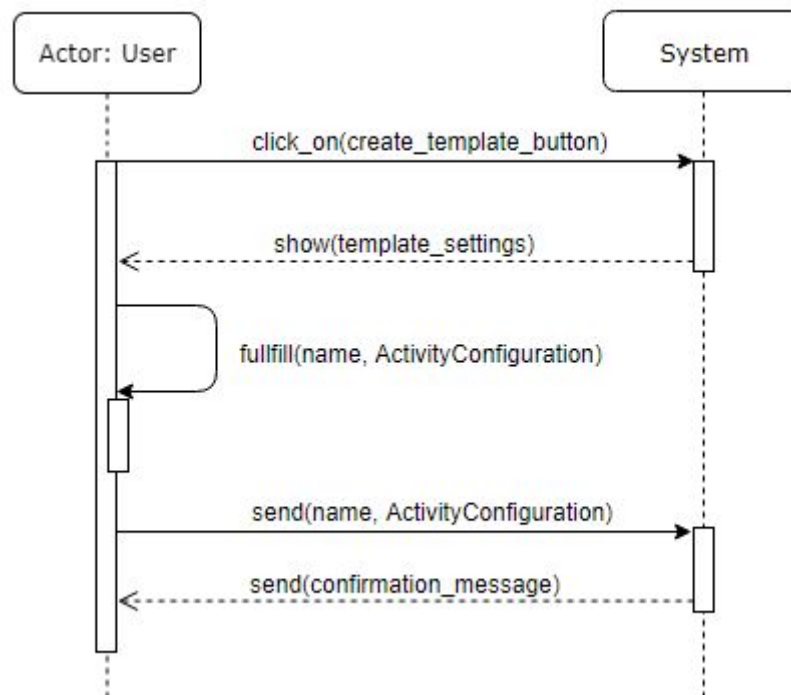 Actor: User
System
click_on(create_template_button)
show(template_settings)
fullfill(name, ActivityConfiguration)
send(name, ActivityConfiguration)
send(confirmation_message)